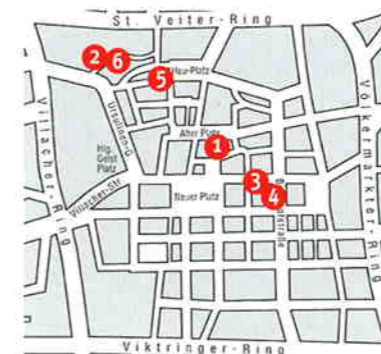 St. Veiter-Ring
2
6
5
Heu-Platz
Villacher-Ring
Ursulinen-G.
Alter Platz
1
Völkermarkter-Ring
Hlg.
Geist
Platz
Villacher-Str.
Neuer Platz
3
4
Viktringer-Ring